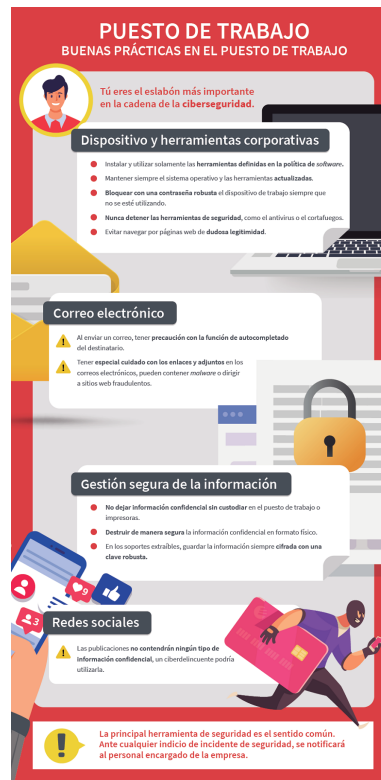 PUESTO DE TRABAJO
BUENAS PRÁCTICAS EN EL PUESTO DE TRABAJO
Tú eres el eslabón más importante
en la cadena de la ciberseguridad.
Dispositivo y herramientas corporativas
Instalar y utilizar solamente las herramientas definidas en la política de software.
Mantener siempre el sistema operativo y las herramientas actualizadas.
Bloquear con una contraseña robusta el dispositivo de trabajo siempre que
no se esté utilizando.
Nunca detener las herramientas de seguridad, como el antivirus o el cortafuegos.
Evitar navegar por páginas web de dudosa legitimidad.
Correo electrónico
Al enviar un correo, tener precaución con la función de autocompletado
del destinatario.
Tener especial cuidado con los enlaces y adjuntos en los
correos electrónicos, pueden contener malware o dirigir
a sitios web fraudulentos.
Gestión segura de la información
No dejar información confidencial sin custodiar en el puesto de trabajo o
impresoras.
Destruir de manera segura la información confidencial en formato físico.
En los soportes extraíbles, guardar la información siempre cifrada con una
clave robusta.
9
3
Redes sociales
Las publicaciones no contendrán ningún tipo de
información confidencial, un ciberdelincuente podría
utilizarla.
La principal herramienta de seguridad es el sentido común.
Ante cualquier indicio de incidente de seguridad, se notificará
al personal encargado de la empresa.